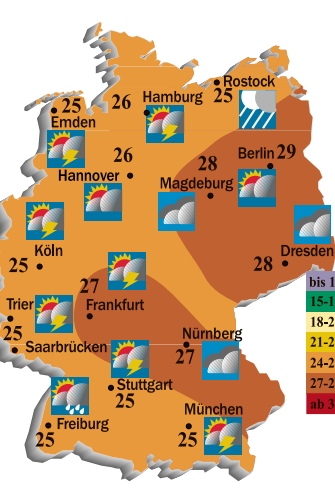 Rostock
25
25
26
Hamburg
Emden
26
Hannover
28
Berlin
29
Magdeburg
Köln
25
Dresden
28
27
Frankfurt
Trier
25
Nürnberg
27
Saarbrücken
Stuttgart
25
München
25
Freiburg
25
bis 1
15-1
18-2
21-2
24-2
27-2
ab 3